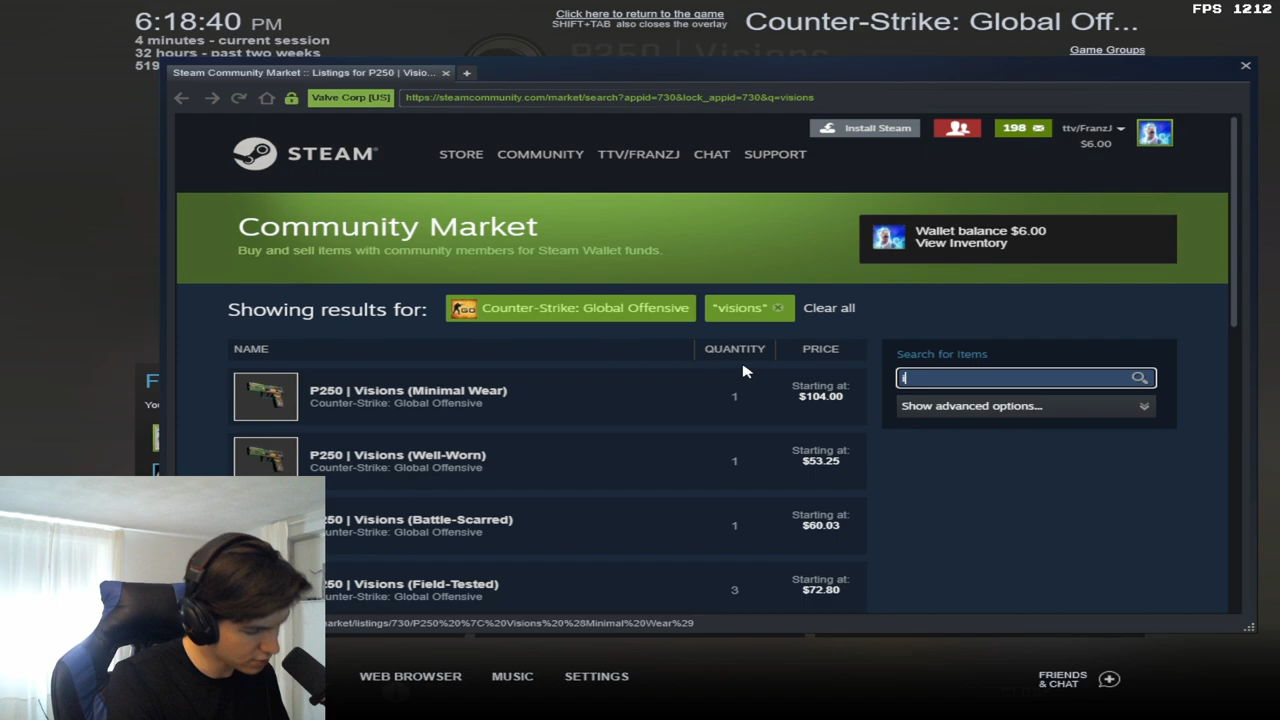 FPS 1212
6:18:40 PM
4 minutes - current session
32 hours - past two weeks
519
Click here to return to the game
SHIFT+TAB also closes the overlay
Counter-Strike: Global Off...
Game Groups
P250 | Visions
Steam Community Market :: Listings for P250 | Visio...
Valve Corp [US]
https://steamcommunity.com/market/search?appid=730&lock_appid=730&q=visions
Install Steam
198
ttv/FranzJ
$6.00
STEAM
STORE COMMUNITY TTV/FRANZJ CHAT SUPPORT
Community Market
Buy and sell items with community members for Steam Wallet funds.
Wallet balance $6.00
View Inventory
Showing results for:
Counter-Strike: Global Offensive
"visions"
Clear all
NAME QUANTITY PRICE
Search for Items
i
Show advanced options...
P250 | Visions (Minimal Wear)
Counter-Strike: Global Offensive
1
Starting at:
$104.00
P250 | Visions (Well-Worn)
Counter-Strike: Global Offensive
1
Starting at:
$53.25
250 | Visions (Battle-Scarred)
unter-Strike: Global Offensive
1
Starting at:
$60.03
250 | Visions (Field-Tested)
unter-Strike: Global Offensive
3
Starting at:
$72.80
F
You
arket/listings/730/P250%20%7C%20Visions%20%28Minimal%20Wear%29
WEB BROWSER MUSIC SETTINGS
FRIENDS
& CHAT